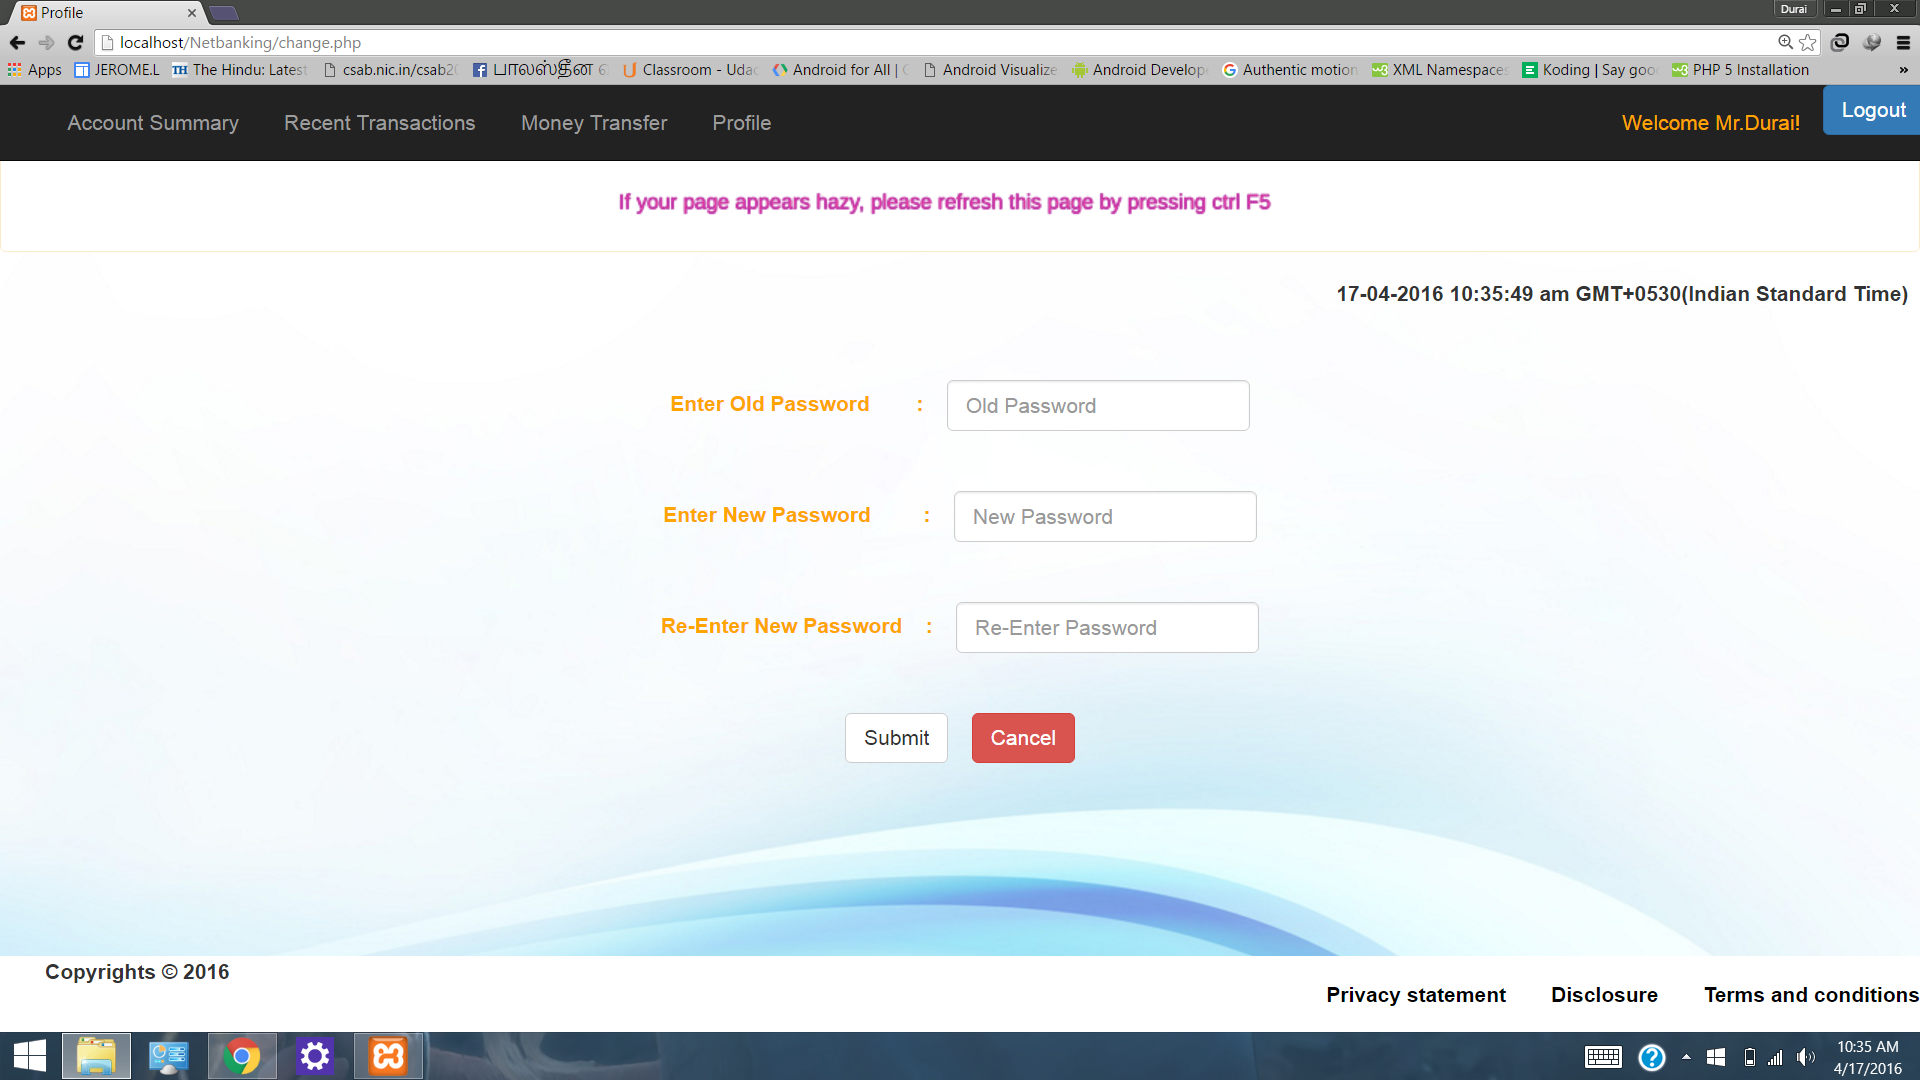 Profile
Durai
localhost/Netbanking/change.php
Apps JEROME.L The Hindu: Latest csab.nic.in/csab20 பாலஸ்தீன Classroom - Udac Android for All | Android Visualize Android Develop Authentic motion XML Namespaces Koding | Say goo PHP 5 Installation »
Account Summary Recent Transactions Money Transfer Profile Welcome Mr.Durai! Logout
If your page appears hazy, please refresh this page by pressing ctrl F5
17-04-2016 10:35:49 am GMT+0530(Indian Standard Time)
Enter Old Password : Old Password
Enter New Password : New Password
Re-Enter New Password : Re-Enter Password
Submit Cancel
Copyrights © 2016
Privacy statement Disclosure Terms and conditions
10:35 AM
4/17/2016